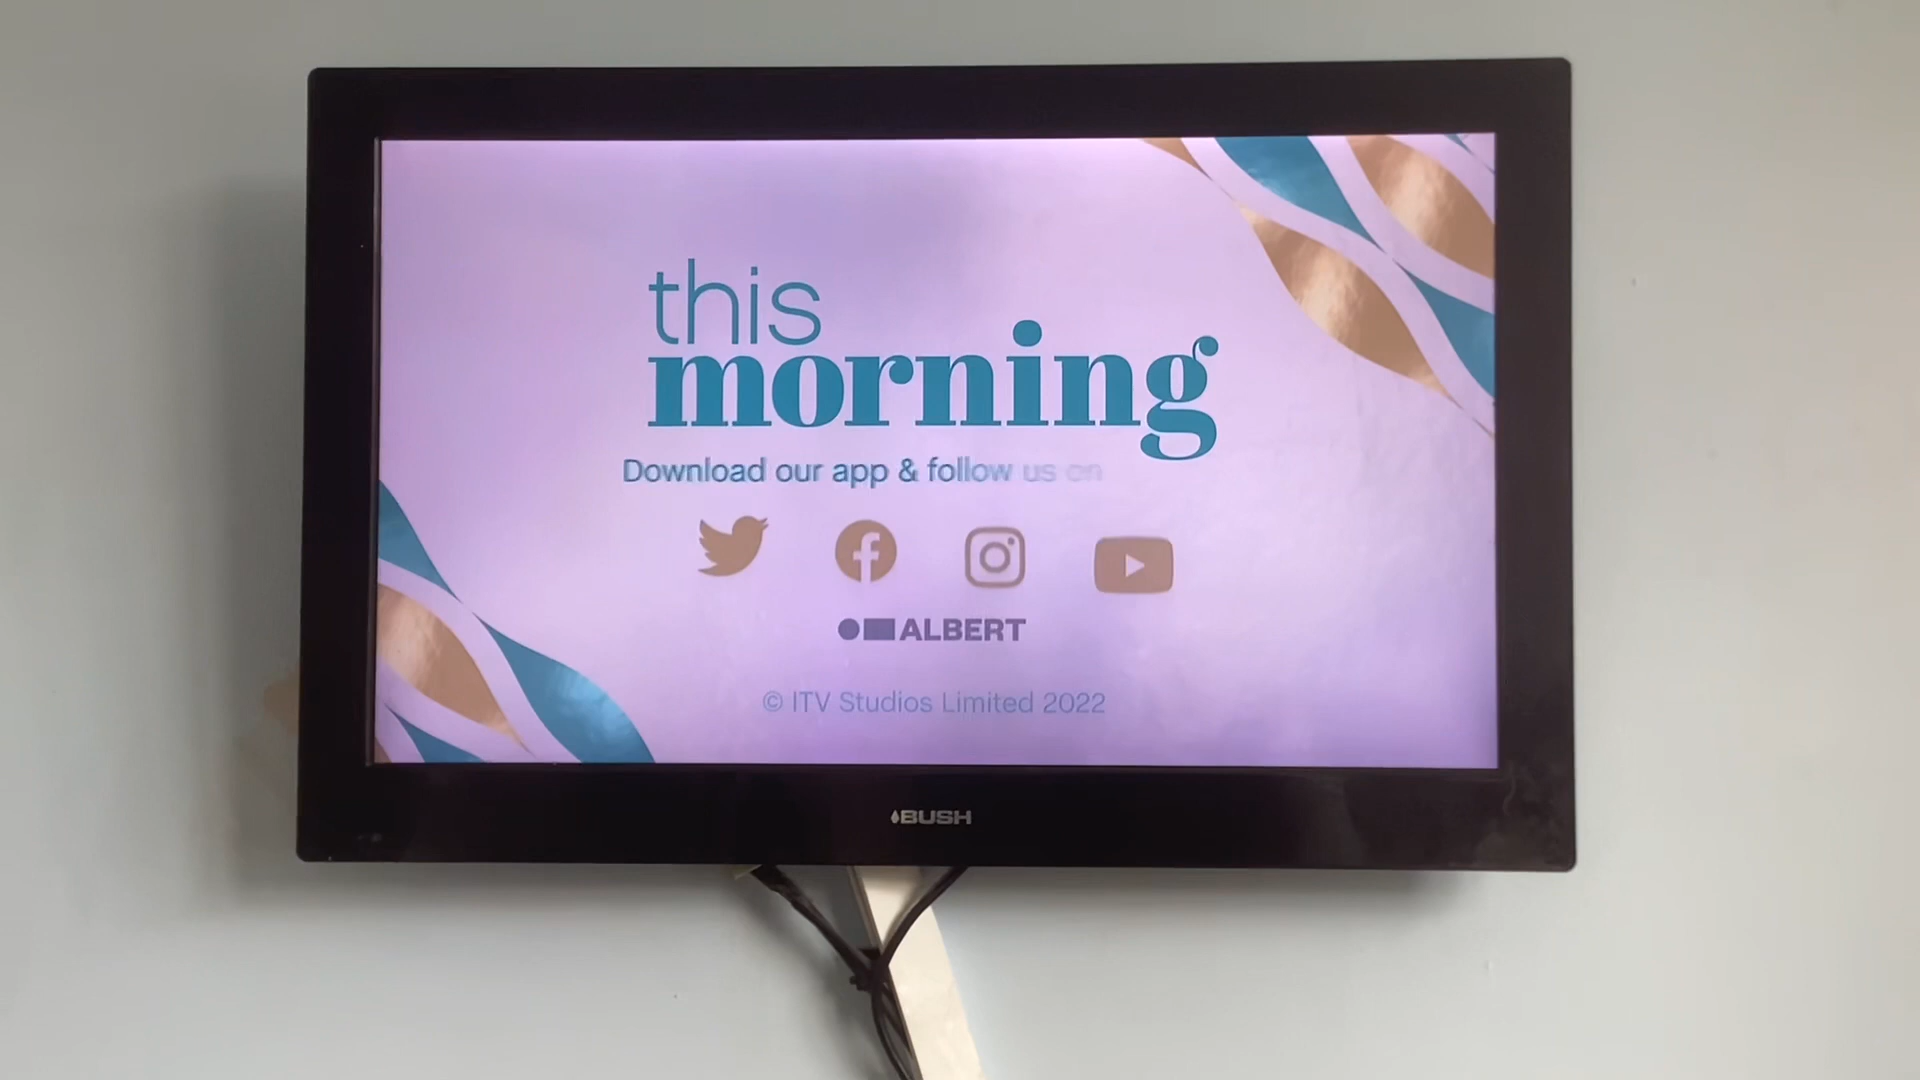 this
morning
Download our app & follow us on
ALBERT
© ITV Studios Limited 2022
BUSH